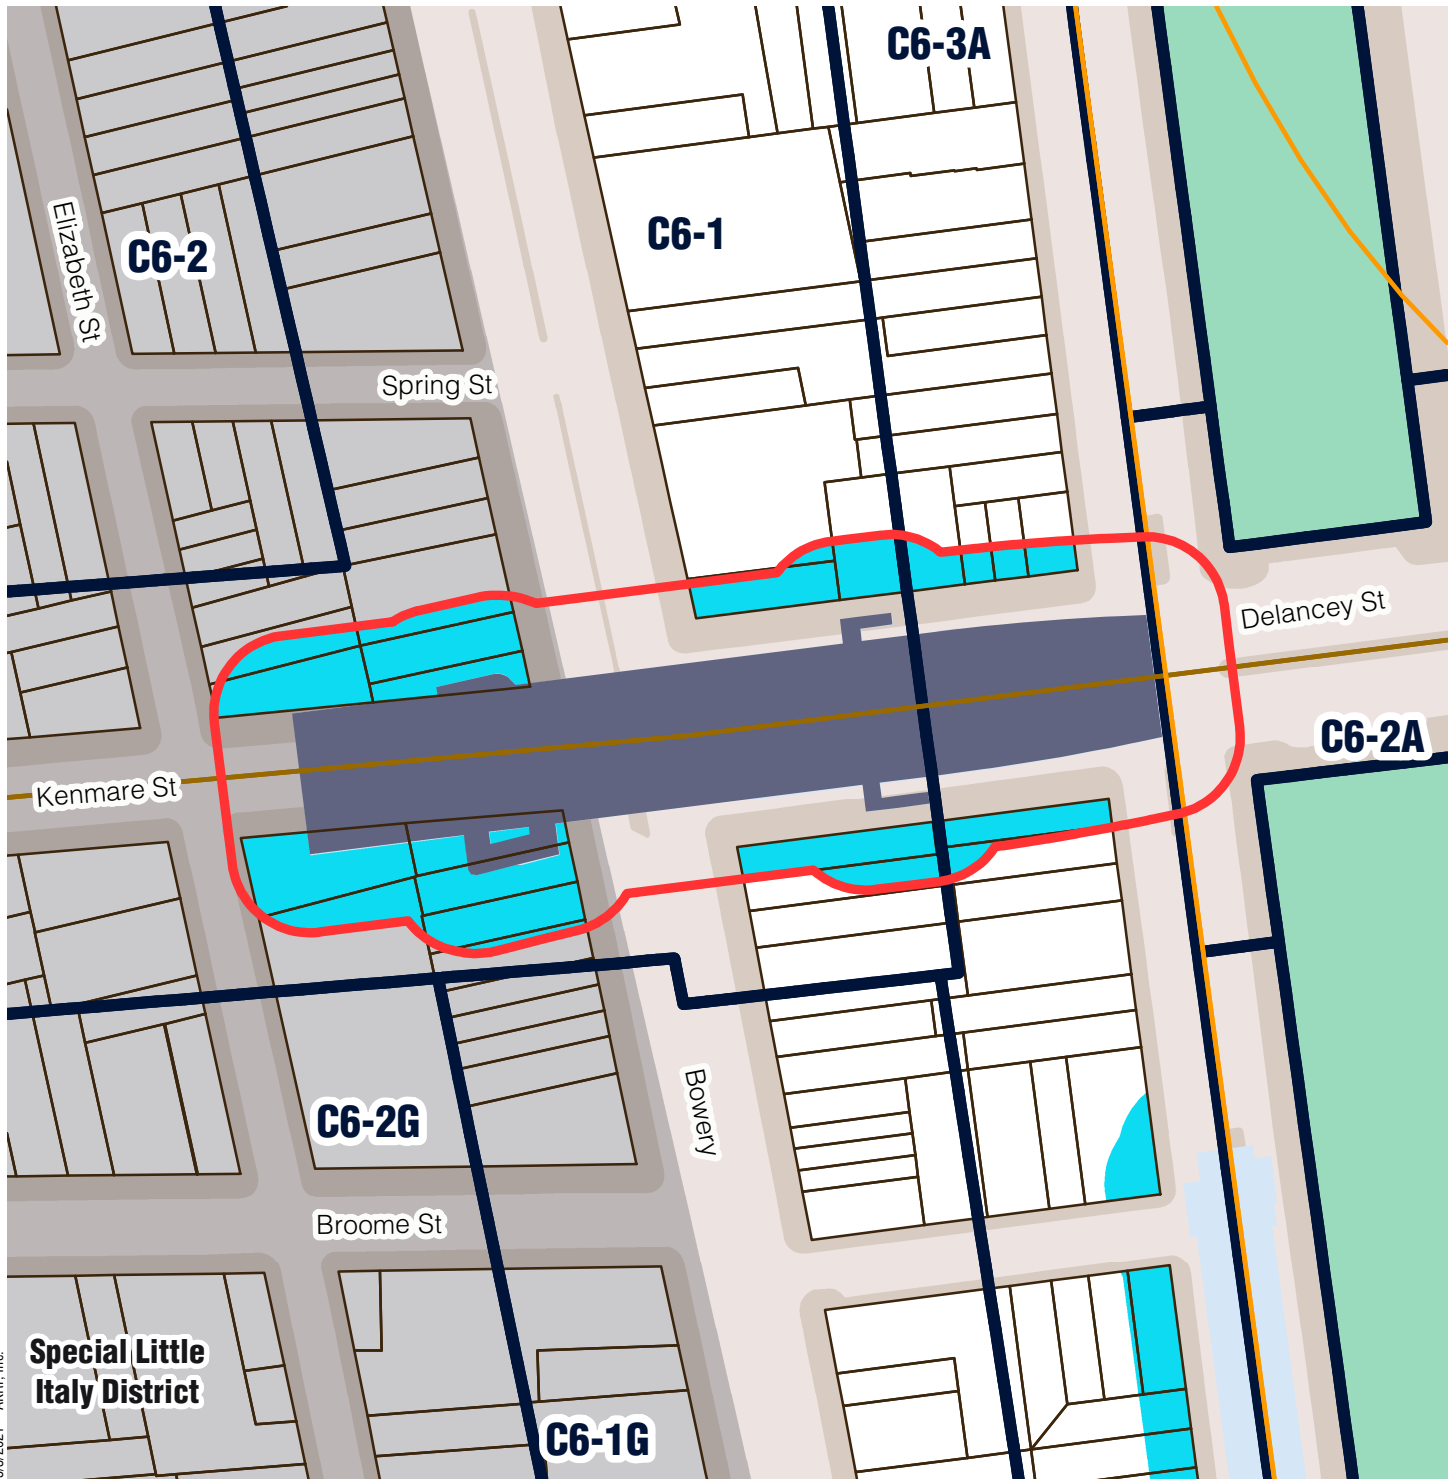 C6-3A
C6-1
C6-2
Elizabeth St
Spring St
Delancey St
C6-2A
Kenmare St
Bowery
C6-2G
Broome St
Special Little
Italy District
C6-1G